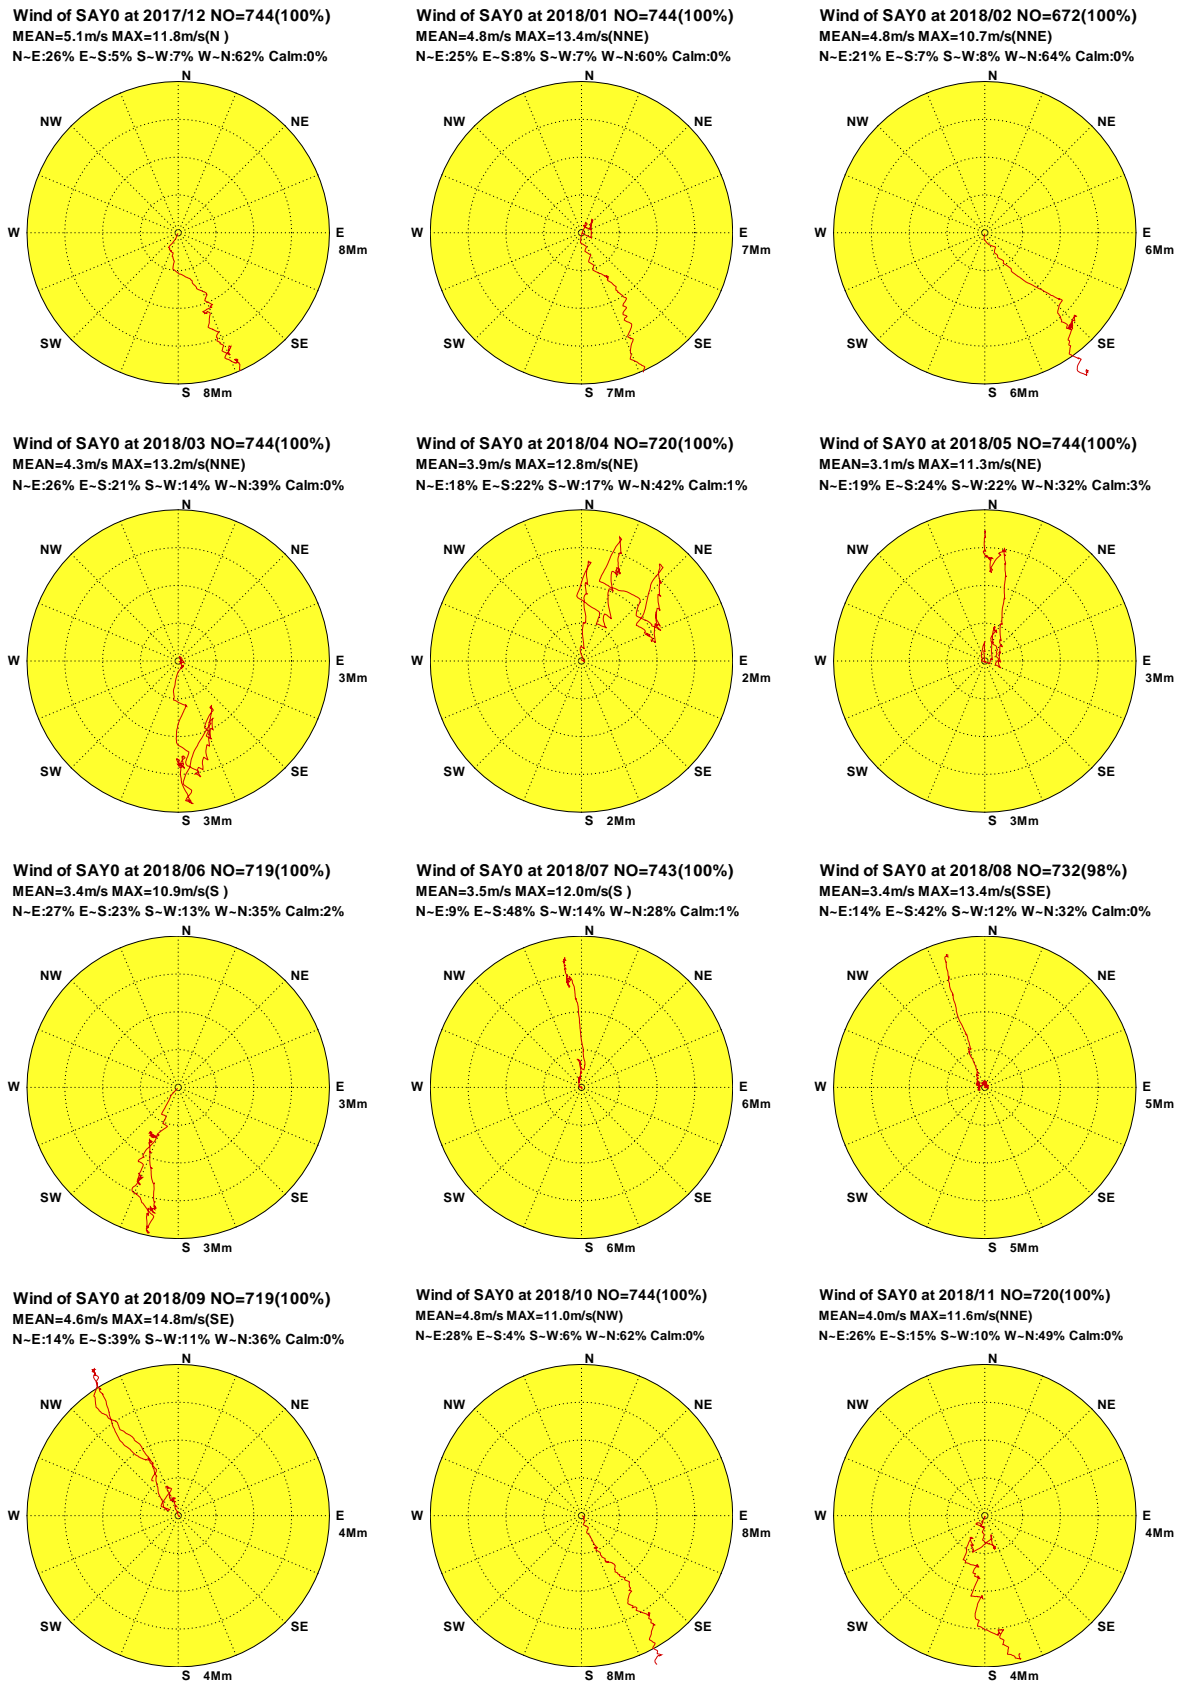 Wind of SAY0 at 2017/12 NO=744(100%)
MEAN=5.1m/s MAX=11.8m/s(N )
N~E:26% E~S:5% S~W:7% W~N:62% Calm:0%
N
NW
NE
W
E
8Mm
SW
SE
S 8Mm
Wind of SAY0 at 2018/01 NO=744(100%)
MEAN=4.8m/s MAX=13.4m/s(NNE)
N~E:25% E~S:8% S~W:7% W~N:60% Calm:0%
N
NW
NE
W
E
7Mm
SW
SE
S 7Mm
Wind of SAY0 at 2018/02 NO=672(100%)
MEAN=4.8m/s MAX=10.7m/s(NNE)
N~E:21% E~S:7% S~W:8% W~N:64% Calm:0%
N
NW
NE
W
E
6Mm
SW
SE
S 6Mm
Wind of SAY0 at 2018/03 NO=744(100%)
MEAN=4.3m/s MAX=13.2m/s(NNE)
N~E:26% E~S:21% S~W:14% W~N:39% Calm:0%
N
NW
NE
W
E
3Mm
SW
SE
S 3Mm
Wind of SAY0 at 2018/04 NO=720(100%)
MEAN=3.9m/s MAX=12.8m/s(NE)
N~E:18% E~S:22% S~W:17% W~N:42% Calm:1%
N
NW
NE
W
E
2Mm
SW
SE
S 2Mm
Wind of SAY0 at 2018/05 NO=744(100%)
MEAN=3.1m/s MAX=11.3m/s(NE)
N~E:19% E~S:24% S~W:22% W~N:32% Calm:3%
N
NW
NE
W
E
3Mm
SW
SE
S 3Mm
Wind of SAY0 at 2018/06 NO=719(100%)
MEAN=3.4m/s MAX=10.9m/s(S )
N~E:27% E~S:23% S~W:13% W~N:35% Calm:2%
N
NW
NE
W
E
3Mm
SW
SE
S 3Mm
Wind of SAY0 at 2018/07 NO=743(100%)
MEAN=3.5m/s MAX=12.0m/s(S )
N~E:9% E~S:48% S~W:14% W~N:28% Calm:1%
N
NW
NE
W
E
6Mm
SW
SE
S 6Mm
Wind of SAY0 at 2018/08 NO=732(98%)
MEAN=3.4m/s MAX=13.4m/s(SSE)
N~E:14% E~S:42% S~W:12% W~N:32% Calm:0%
N
NW
NE
W
E
5Mm
SW
SE
S 5Mm
Wind of SAY0 at 2018/09 NO=719(100%)
MEAN=4.6m/s MAX=14.8m/s(SE)
N~E:14% E~S:39% S~W:11% W~N:36% Calm:0%
N
NW
NE
W
E
4Mm
SW
SE
S 4Mm
Wind of SAY0 at 2018/10 NO=744(100%)
MEAN=4.8m/s MAX=11.0m/s(NW)
N~E:28% E~S:4% S~W:6% W~N:62% Calm:0%
N
NW
NE
W
E
8Mm
SW
SE
S 8Mm
Wind of SAY0 at 2018/11 NO=720(100%)
MEAN=4.0m/s MAX=11.6m/s(NNE)
N~E:26% E~S:15% S~W:10% W~N:49% Calm:0%
N
NW
NE
W
E
4Mm
SW
SE
S 4Mm